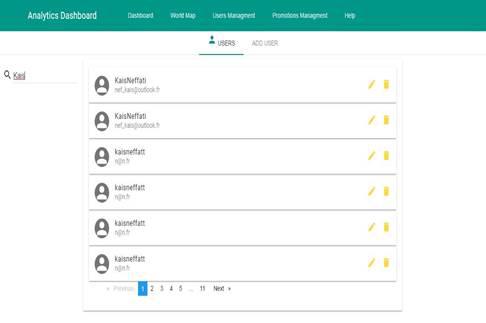 Analytics Dashboard Dashboard World Map Users Managment Promotions Managment Help
USERS ADD USER
Kais
KaisNeffati
nef_kais@outlook.fr
KaisNeffati
nef_kais@outlook.fr
kaisneffatt
n@n.fr
kaisneffatt
n@n.fr
kaisneffatt
n@n.fr
kaisneffatt
n@n.fr
« Previous 1 2 3 4 5 ... 11 Next »